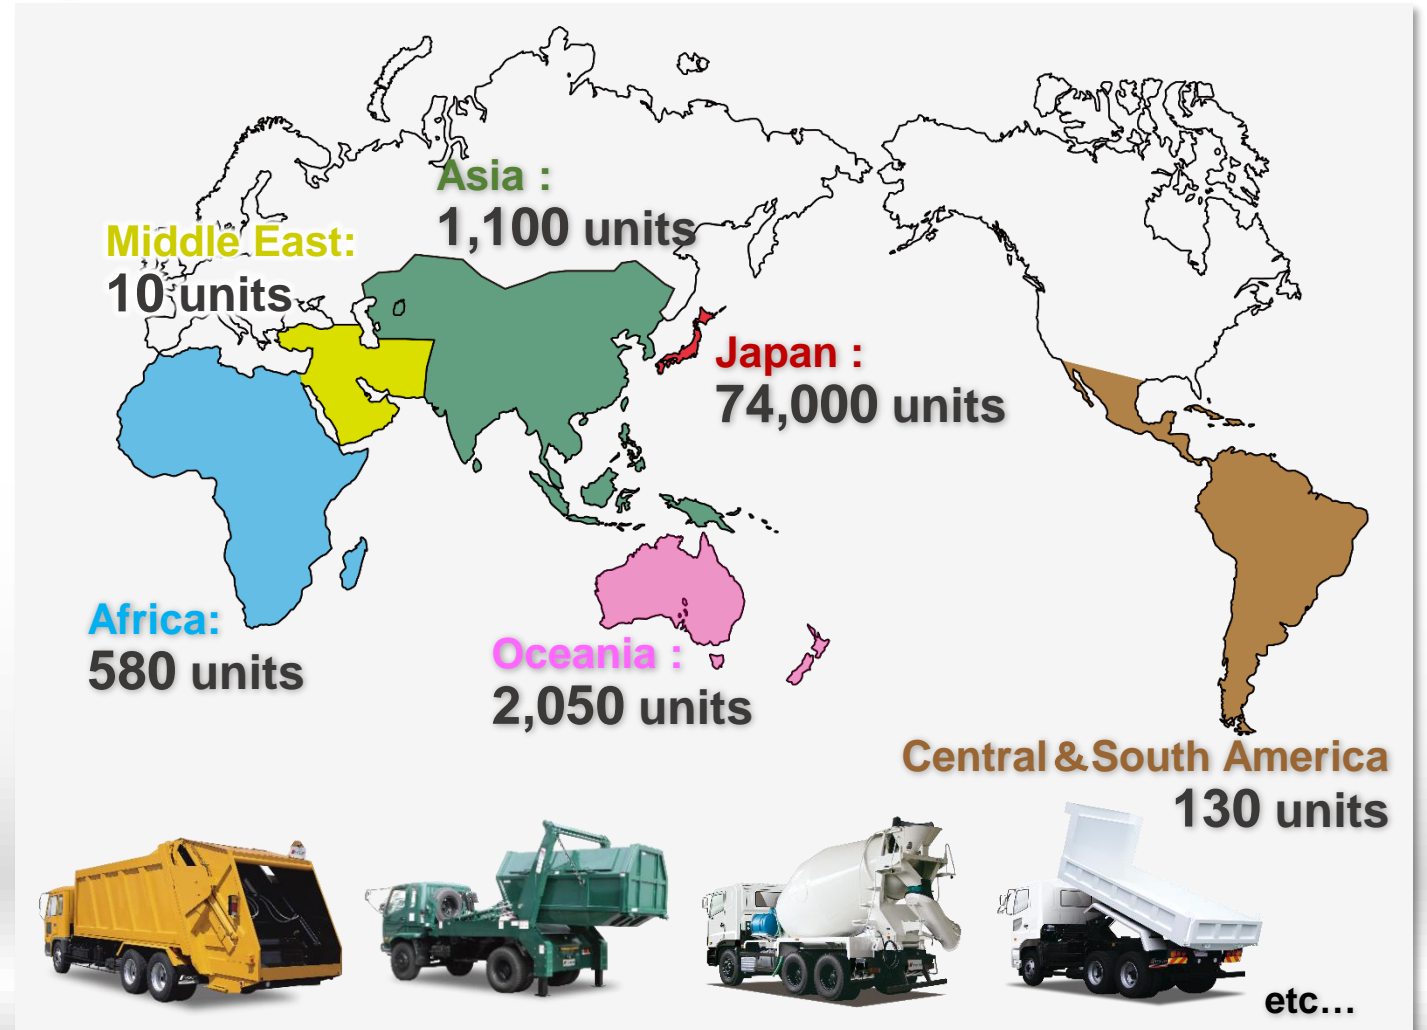 Asia :
1,100 units
Middle East:
10 units
Japan :
74,000 units
Africa:
580 units
Oceania :
2,050 units
Central & South America
130 units
etc…